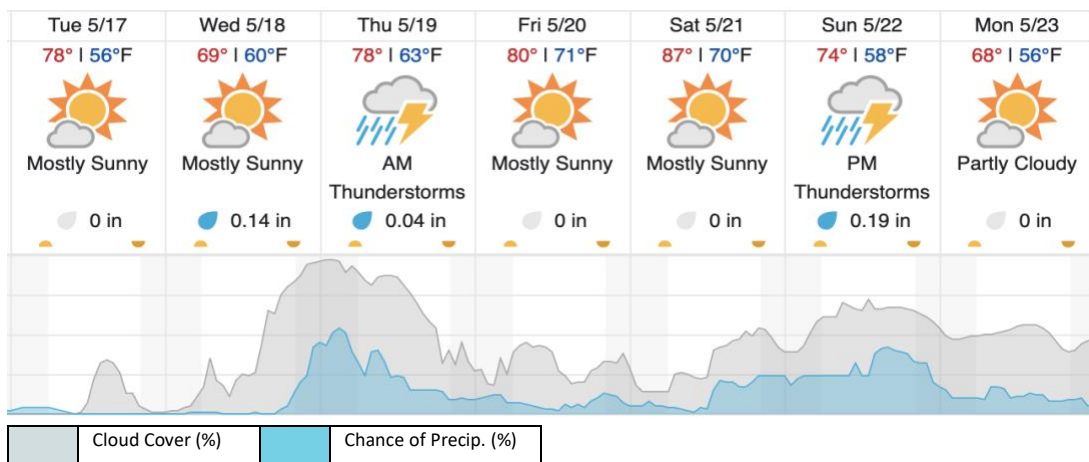 Tue 5/17 Wed 5/18 Thu 5/19 Fri 5/20 Sat 5/21 Sun 5/22 Mon 5/23
78° | 56°F 69° | 60°F 78° | 63°F 80° | 71°F 87° | 70°F 74° | 58°F 68° | 56°F
Mostly Sunny Mostly Sunny AM Mostly Sunny Mostly Sunny PM Partly Cloudy
Thunderstorms Thunderstorms
0 in 0.14 in 0.04 in 0 in 0 in 0.19 in 0 in
Cloud Cover (%) Chance of Precip. (%)